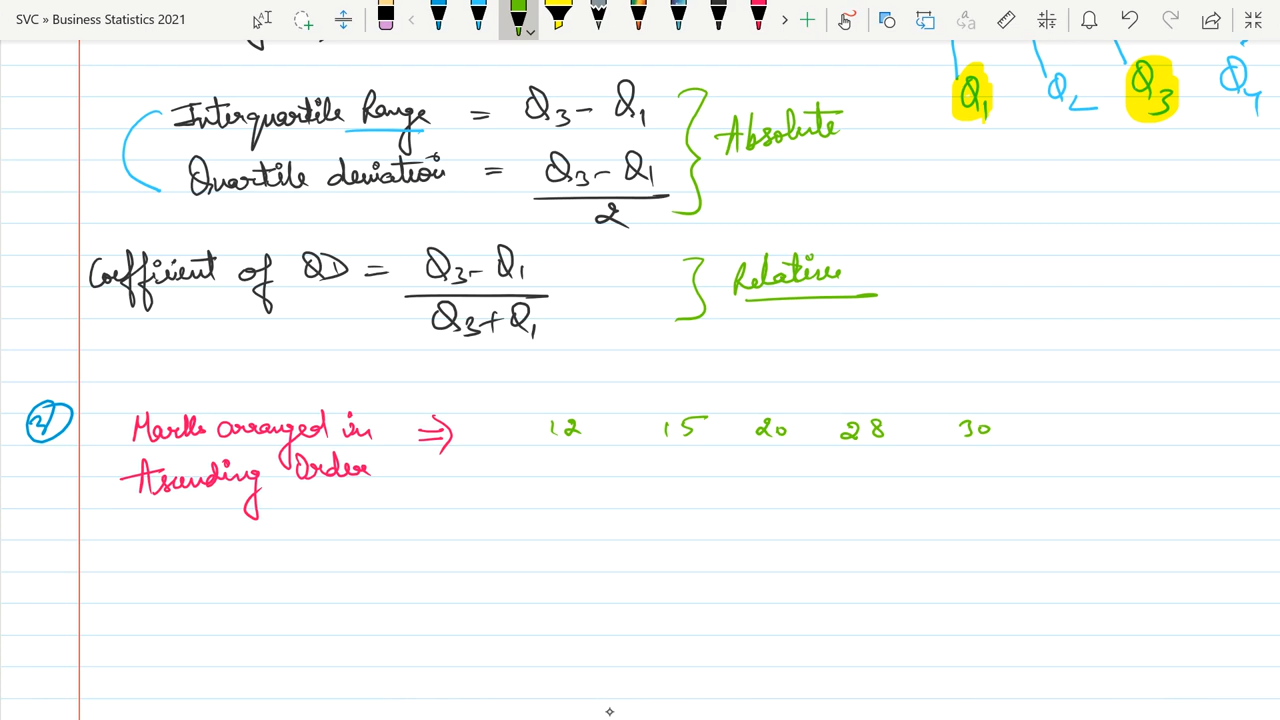 SVC » Business Statistics 2021
Q1 Q2 Q3 Q4
Interquartile Range = Q3 - Q1
Absolute
Quartile deviation = Q3 - Q1
2
Coefficient of QD = Q3 - Q1
Q3 + Q1
Relative
2) Marks arranged in ⇒ 12 15 20 28 30
Ascending Order